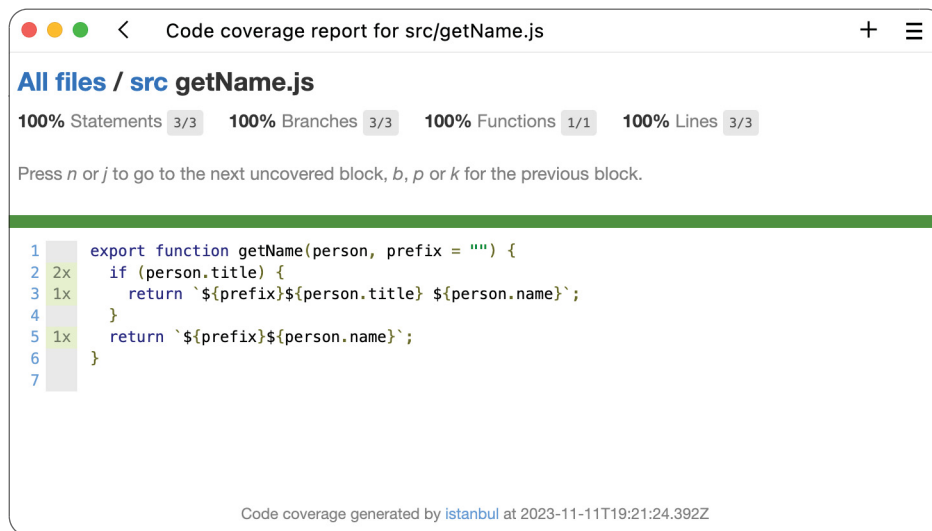 Code coverage report for src/getName.js
All files / src getName.js
100% Statements 3/3 100% Branches 3/3 100% Functions 1/1 100% Lines 3/3
Press n or j to go to the next uncovered block, b, p or k for the previous block.
1 export function getName(person, prefix = "") {
2 2x if (person.title) {
3 1x return `${prefix}${person.title} ${person.name}`;
4 }
5 1x return `${prefix}${person.name}`;
6 }
7
Code coverage generated by istanbul at 2023-11-11T19:21:24.392Z